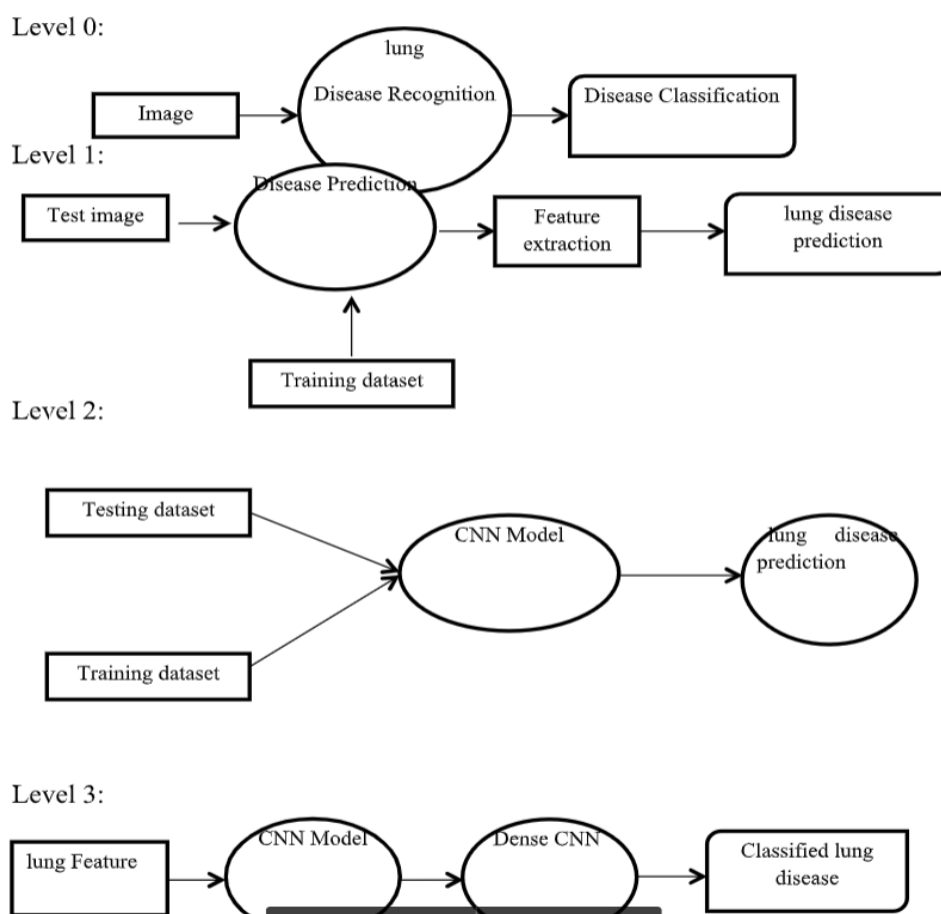 Level 0:
lung
Disease Recognition
Image
Disease Classification
Level 1:
Disease Prediction
Test image
Feature
extraction
lung disease
prediction
Training dataset
Level 2:
Testing dataset
CNN Model
lung disease
prediction
Training dataset
Level 3:
lung Feature
CNN Model
Dense CNN
Classified lung
disease